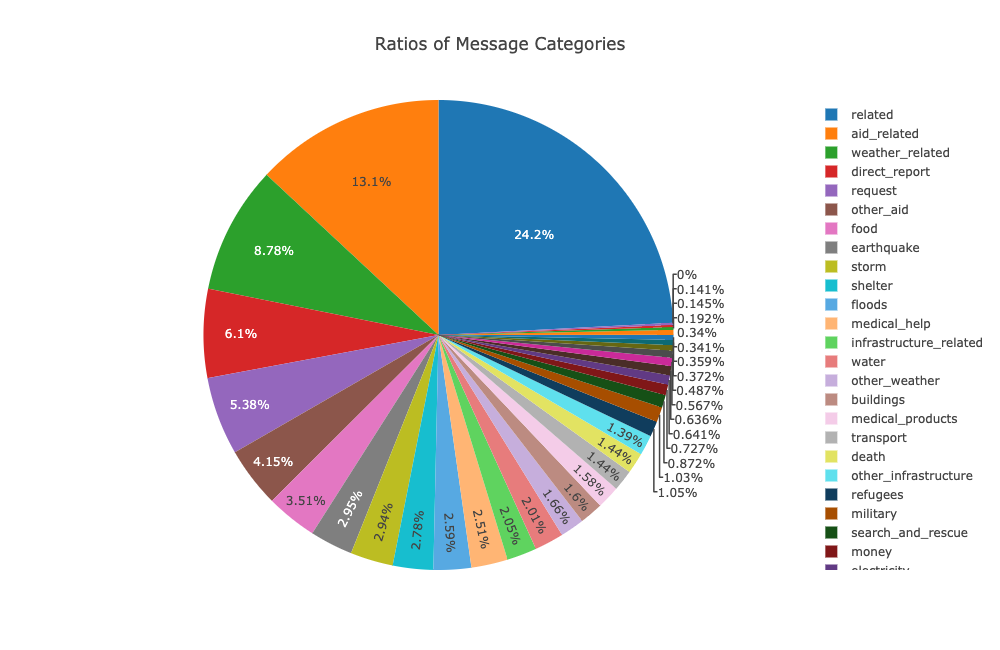 Ratios of Message Categories
24.2%
13.1%
8.78%
6.1%
5.38%
4.15%
3.51%
2.95%
2.94%
2.78%
2.59%
2.51%
2.05%
2.01%
1.66%
1.6%
1.58%
1.44%
1.44%
1.39%
0%
0.141%
0.145%
0.192%
0.34%
0.341%
0.359%
0.372%
0.487%
0.567%
0.636%
0.641%
0.727%
0.872%
1.03%
1.05%
related
aid_related
weather_related
direct_report
request
other_aid
food
earthquake
storm
shelter
floods
medical_help
infrastructure_related
water
other_weather
buildings
medical_products
transport
death
other_infrastructure
refugees
military
search_and_rescue
money
electricity